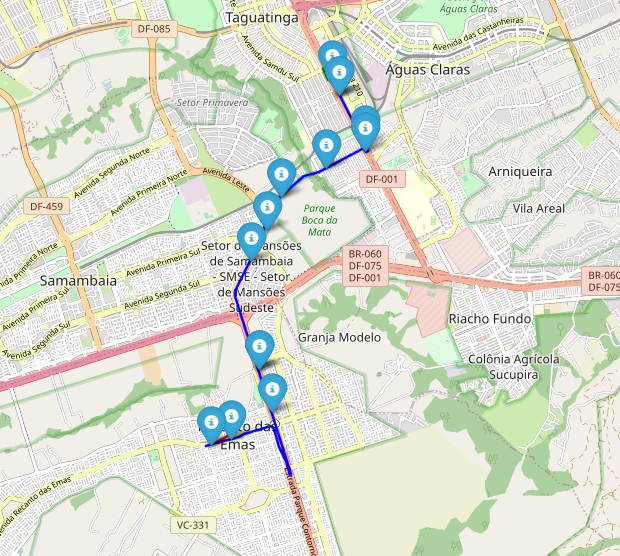 Águas Claras
Taguatinga
DF-085
Avenida das Castanheiras
Avenida Samdu Sul
Águas Claras
210
Setor Primavera
Avenida Segunda Norte
Arniqueira
Avenida Primeira Norte
Avenida Leste
DF-001
DF-459
Parque
Boca da
Mata
Vila Areal
Primeira Norte
Setor de Mansões
de Samambaia
- SMSE - Setor
de Mansões
Sudeste
BR-060
DF-075
DF-001
BR-060
DF-075
Samambaia
Avenida Primeira Sul
Avenida Segunda Sul
Avenida Segunda Sul
Riacho Fundo
Granja Modelo
Colônia Agrícola
Sucupira
Recanto das
Emas
Avenida Recanto das Emas
VC-331
Estrada Parque Contorno